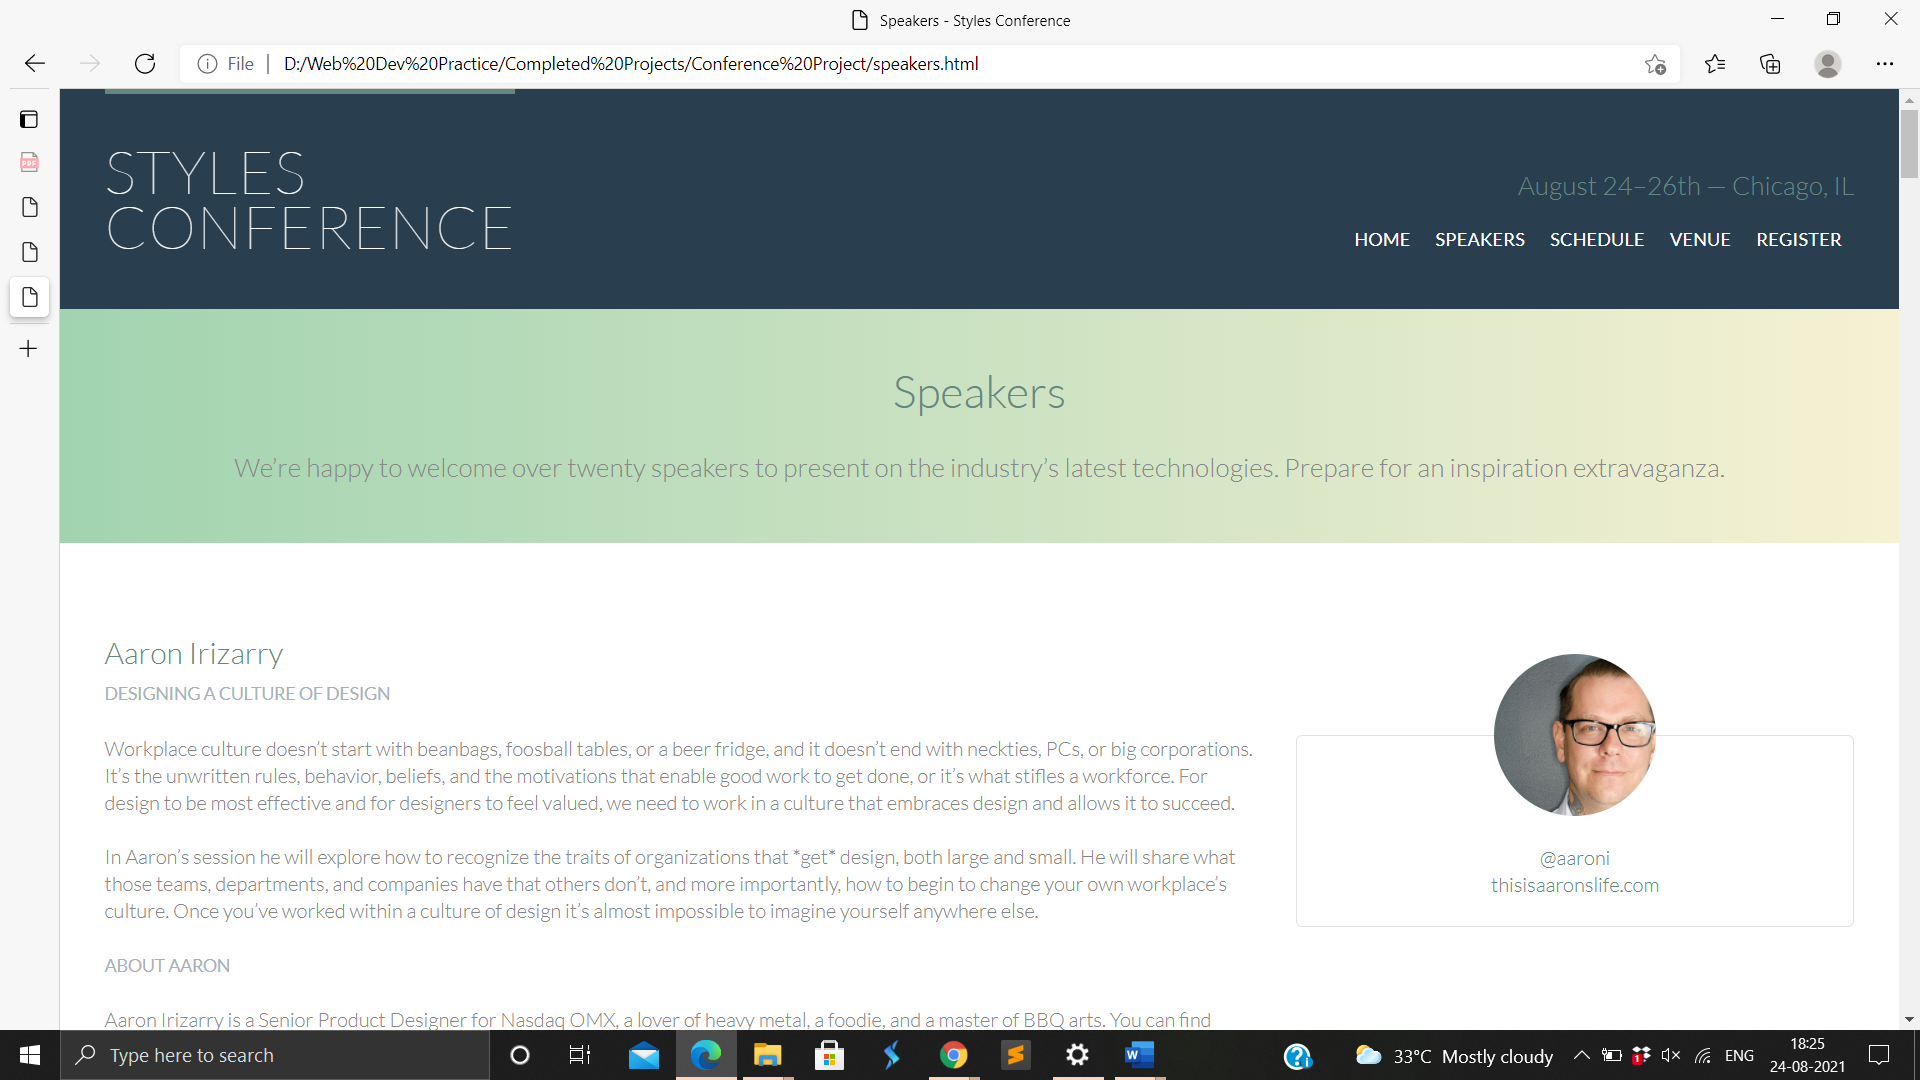 Speakers - Styles Conference
File
D:/Web%20Dev%20Practice/Completed%20Projects/Conference%20Project/speakers.html
PDF
STYLES
CONFERENCE
August 24–26th — Chicago, IL
HOME SPEAKERS SCHEDULE VENUE REGISTER
Speakers
We’re happy to welcome over twenty speakers to present on the industry’s latest technologies. Prepare for an inspiration extravaganza.
Aaron Irizarry
DESIGNING A CULTURE OF DESIGN
Workplace culture doesn’t start with beanbags, foosball tables, or a beer fridge, and it doesn’t end with neckties, PCs, or big corporations.
It’s the unwritten rules, behavior, beliefs, and the motivations that enable good work to get done, or it’s what stifles a workforce. For
design to be most effective and for designers to feel valued, we need to work in a culture that embraces design and allows it to succeed.
In Aaron’s session he will explore how to recognize the traits of organizations that *get* design, both large and small. He will share what
those teams, departments, and companies have that others don’t, and more importantly, how to begin to change your own workplace’s
culture. Once you’ve worked within a culture of design it’s almost impossible to imagine yourself anywhere else.
ABOUT AARON
Aaron Irizarry is a Senior Product Designer for Nasdaq OMX, a lover of heavy metal, a foodie, and a master of BBQ arts. You can find
@aaroni
thisisaaronslife.com
Type here to search
33°C Mostly cloudy
ENG
18:25
24-08-2021